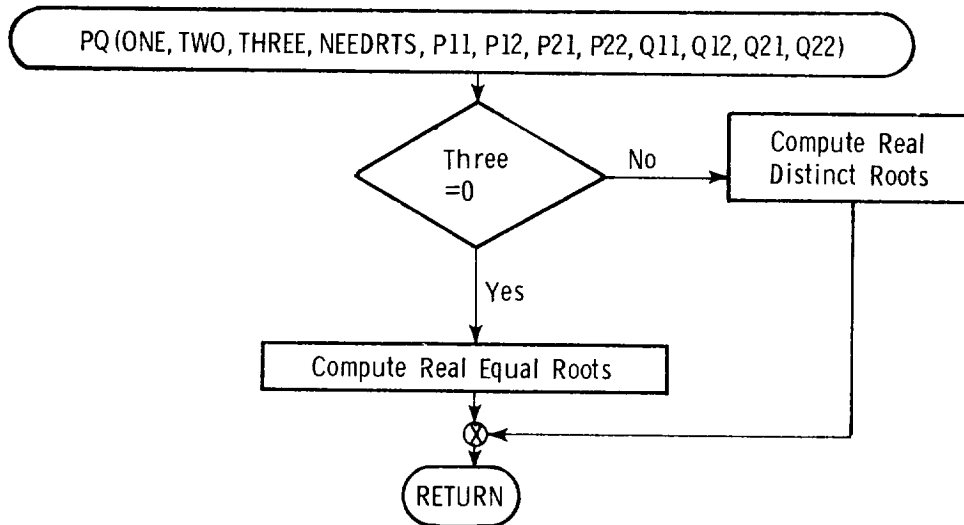 PQ(ONE, TWO, THREE, NEEDRTS, P11, P12, P21, P22, Q11, Q12, Q21, Q22)
Three
=0
No
Compute Real
Distinct Roots
Yes
Compute Real Equal Roots
X
RETURN